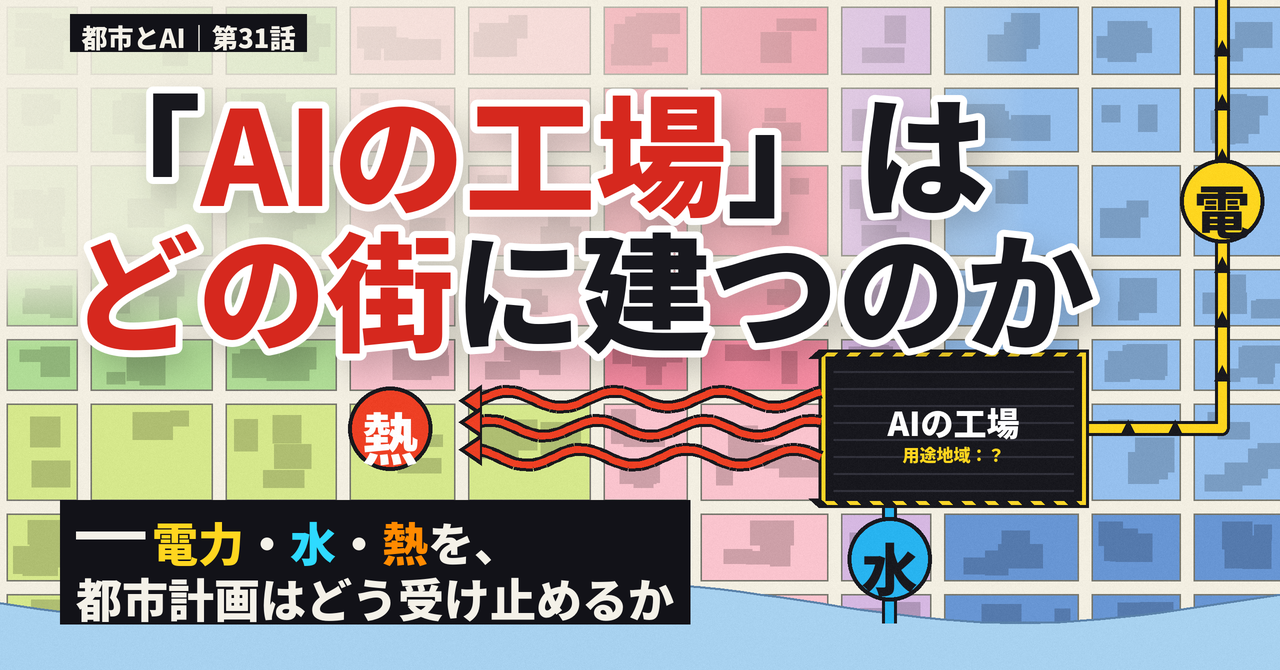 都市とAI｜第31話
「AIの工場」は
どの街に建つのか
電
熱
AIの工場
用途地域：？
水
──電力・水・熱を、
都市計画はどう受け止めるか